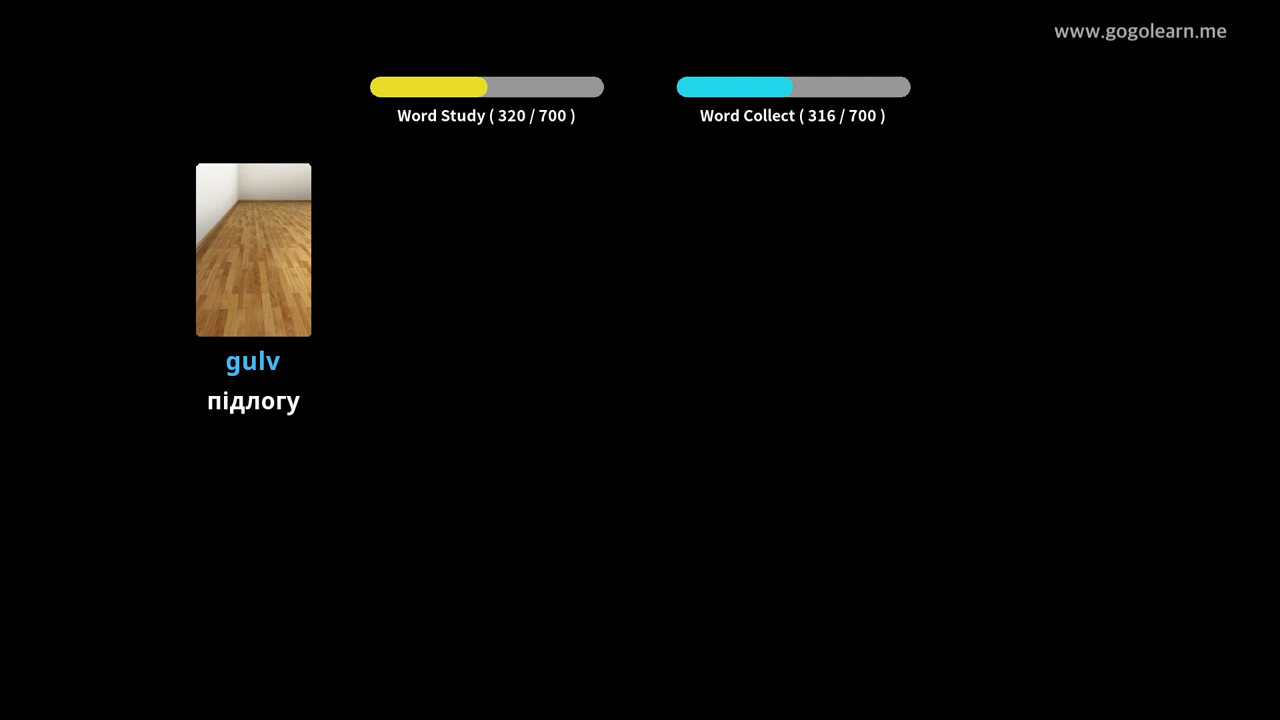 www.gogolearn.me
Word Study ( 320 / 700 )
Word Collect ( 316 / 700 )
gulv
підлогу